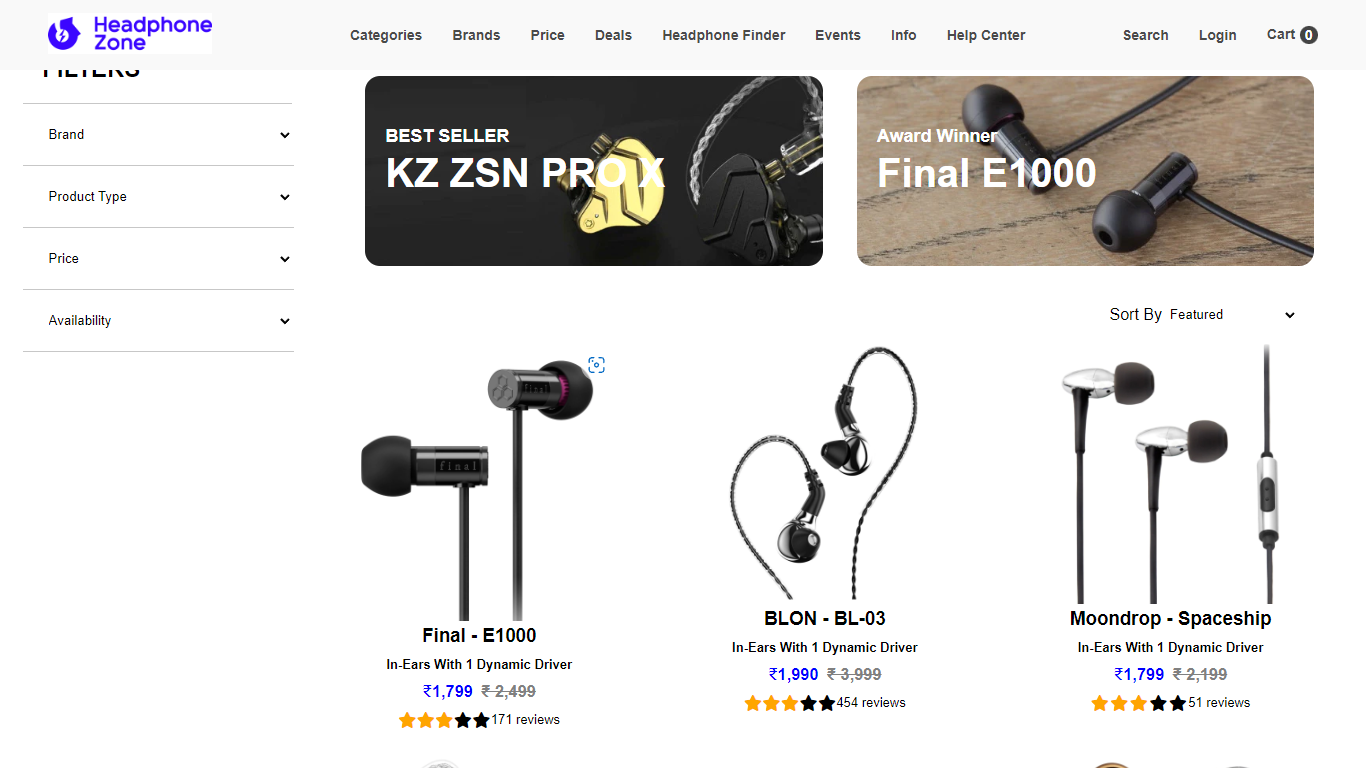 Headphone
Zone
Categories
Brands
Price
Deals
Headphone Finder
Events
Info
Help Center
Search
Login
Cart 0
FILTERS
Brand
Product Type
Price
Availability
BEST SELLER
KZ ZSN PRO X
Award Winner
Final E1000
Sort By Featured
final
final
Final - E1000
In-Ears With 1 Dynamic Driver
₹1,799 ₹ 2,499
171 reviews
BLON - BL-03
In-Ears With 1 Dynamic Driver
₹1,990 ₹ 3,999
454 reviews
Moondrop - Spaceship
In-Ears With 1 Dynamic Driver
₹1,799 ₹ 2,199
51 reviews